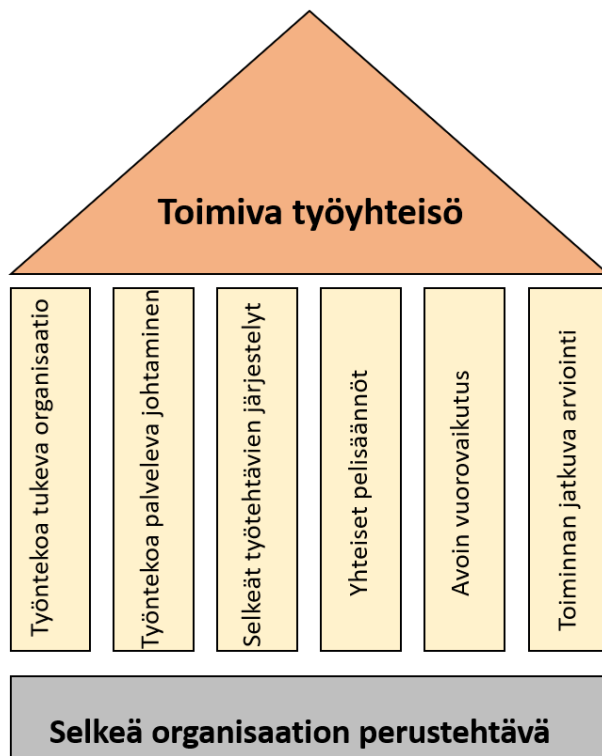 Toimiva työyhteisö
Työntekoa tukeva organisaatio
Työntekoa palveleva johtaminen
Selkeät työtehtävien järjestelyt
Yhteiset pelisäännöt
Avoin vuorovaikutus
Toiminnan jatkuva arviointi
Selkeä organisaation perustehtävä